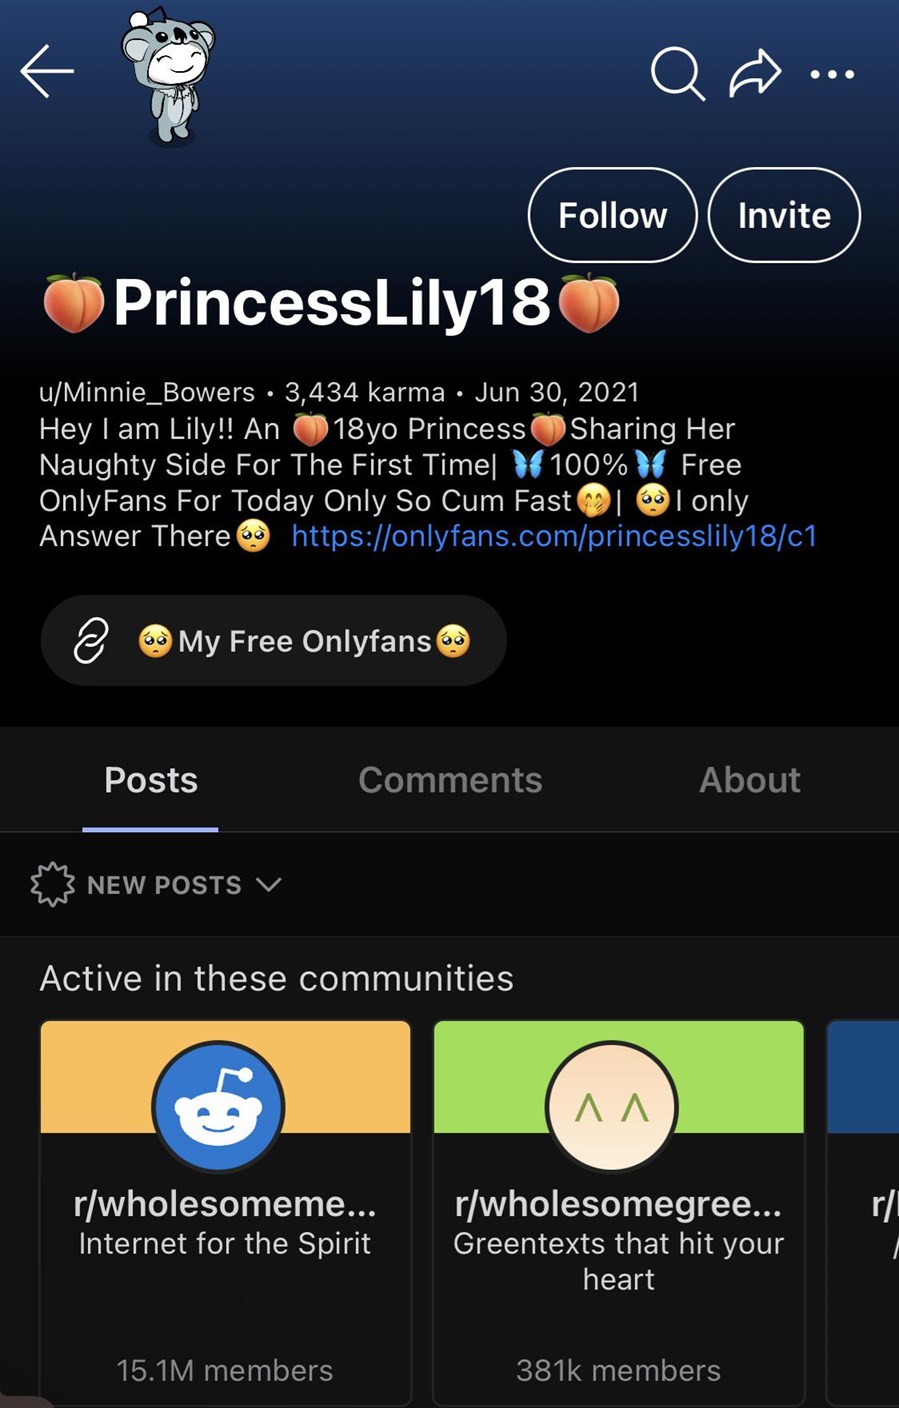 Follow
Invite
🍑PrincessLily18🍑
u/Minnie_Bowers • 3,434 karma • Jun 30, 2021
Hey I am Lily!! An 🍑18yo Princess🍑Sharing Her
Naughty Side For The First Time| 🦋100%🦋 Free
OnlyFans For Today Only So Cum Fast🤭| 🥺I only
Answer There🥺 https://onlyfans.com/princesslily18/c1
🥺My Free Onlyfans🥺
Posts
Comments
About
NEW POSTS
Active in these communities
r/wholesomeme...
Internet for the Spirit
15.1M members
r/wholesomegree...
Greentexts that hit your
heart
381k members
r/